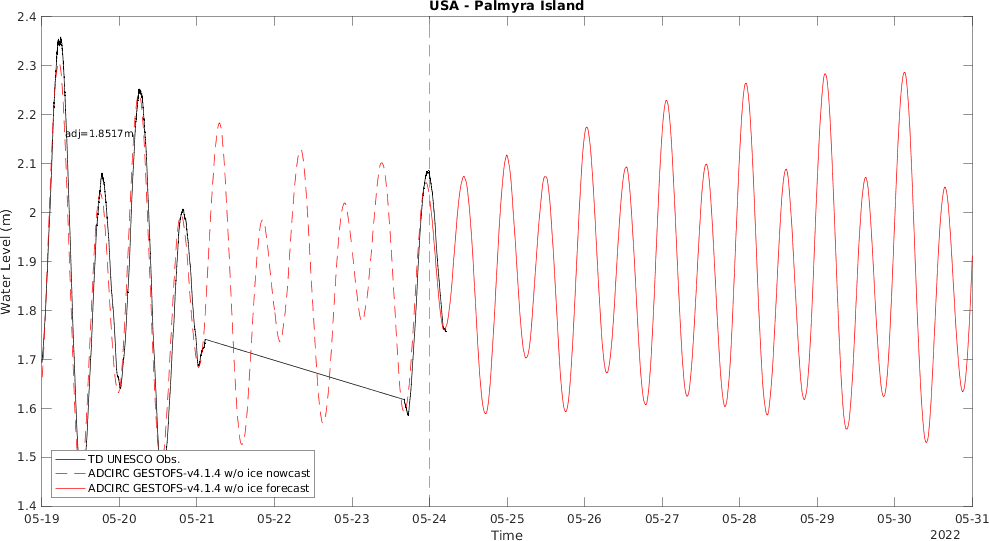 USA - Palmyra Island
2.4
2.3
2.2
2.1
2
1.9
1.8
1.7
1.6
1.5
1.4
Water Level (m)
adj=1.8517m
TD UNESCO Obs.
ADCIRC GESTOFS-v4.1.4 w/o ice nowcast
ADCIRC GESTOFS-v4.1.4 w/o ice forecast
05-19 05-20 05-21 05-22 05-23 05-24 05-25 05-26 05-27 05-28 05-29 05-30 05-31
Time
2022